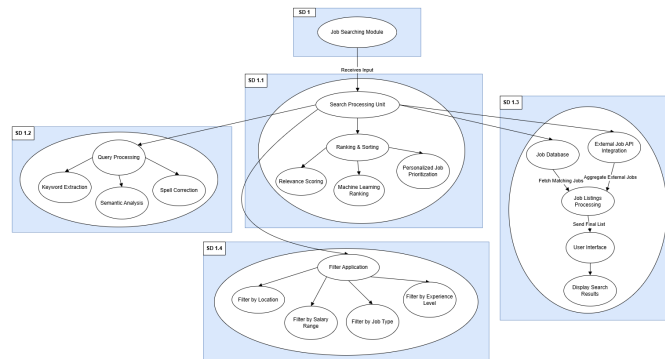 SD 1
Job Searching Module
Receives Input
SD 1.1
Search Processing Unit
Ranking & Sorting
Relevance Scoring
Machine Learning
Ranking
Personalized Job
Prioritization
SD 1.2
Query Processing
Keyword Extraction
Semantic Analysis
Spell Correction
SD 1.3
Job Database
External Job API
Integration
Fetch Matching Jobs
Aggregate External Jobs
Job Listings
Processing
Send Final List
User Interface
Display Search
Results
SD 1.4
Filter Application
Filter by Location
Filter by Salary
Range
Filter by Job Type
Filter by Experience
Level